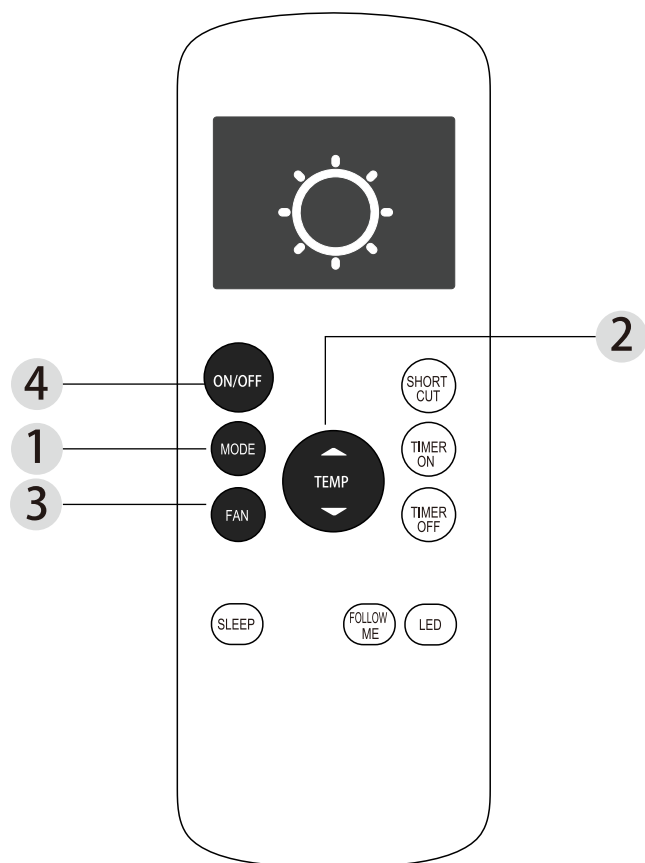 2
4
ON/OFF
SHORT
CUT
1
MODE
TEMP
TIMER
ON
3
FAN
TIMER
OFF
SLEEP
FOLLOW
ME
LED